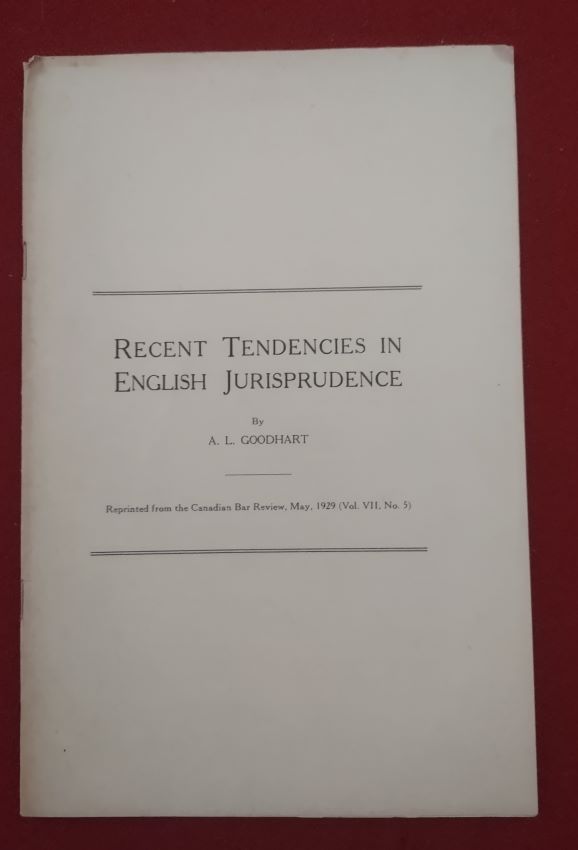 RECENT TENDENCIES IN
ENGLISH JURISPRUDENCE
By
A. L. GOODHART
Reprinted from the Canadian Bar Review, May, 1929 (Vol. VII, No. 5)